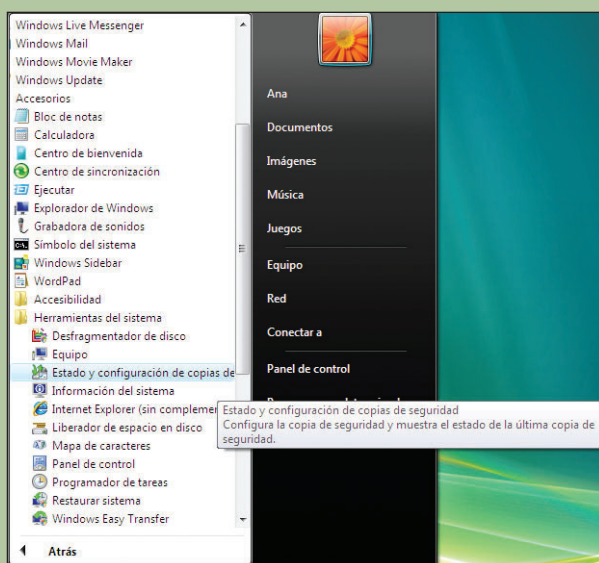 Windows Live Messenger
Windows Mail
Windows Movie Maker
Windows Update
Accesorios
Bloc de notas
Calculadora
Centro de bienvenida
Centro de sincronización
Ejecutar
Explorador de Windows
Grabadora de sonidos
Símbolo del sistema
Windows Sidebar
WordPad
Accesibilidad
Herramientas del sistema
Desfragmentador de disco
Equipo
Estado y configuración de copias de
Información del sistema
Internet Explorer (sin complemen
Liberador de espacio en disco
Mapa de caracteres
Panel de control
Programador de tareas
Restaurar sistema
Windows Easy Transfer
Atrás
Ana
Documentos
Imágenes
Música
Juegos
Equipo
Red
Conectar a
Panel de control
Estado y configuración de copias de seguridad
Configura la copia de seguridad y muestra el estado de la última copia de
seguridad.